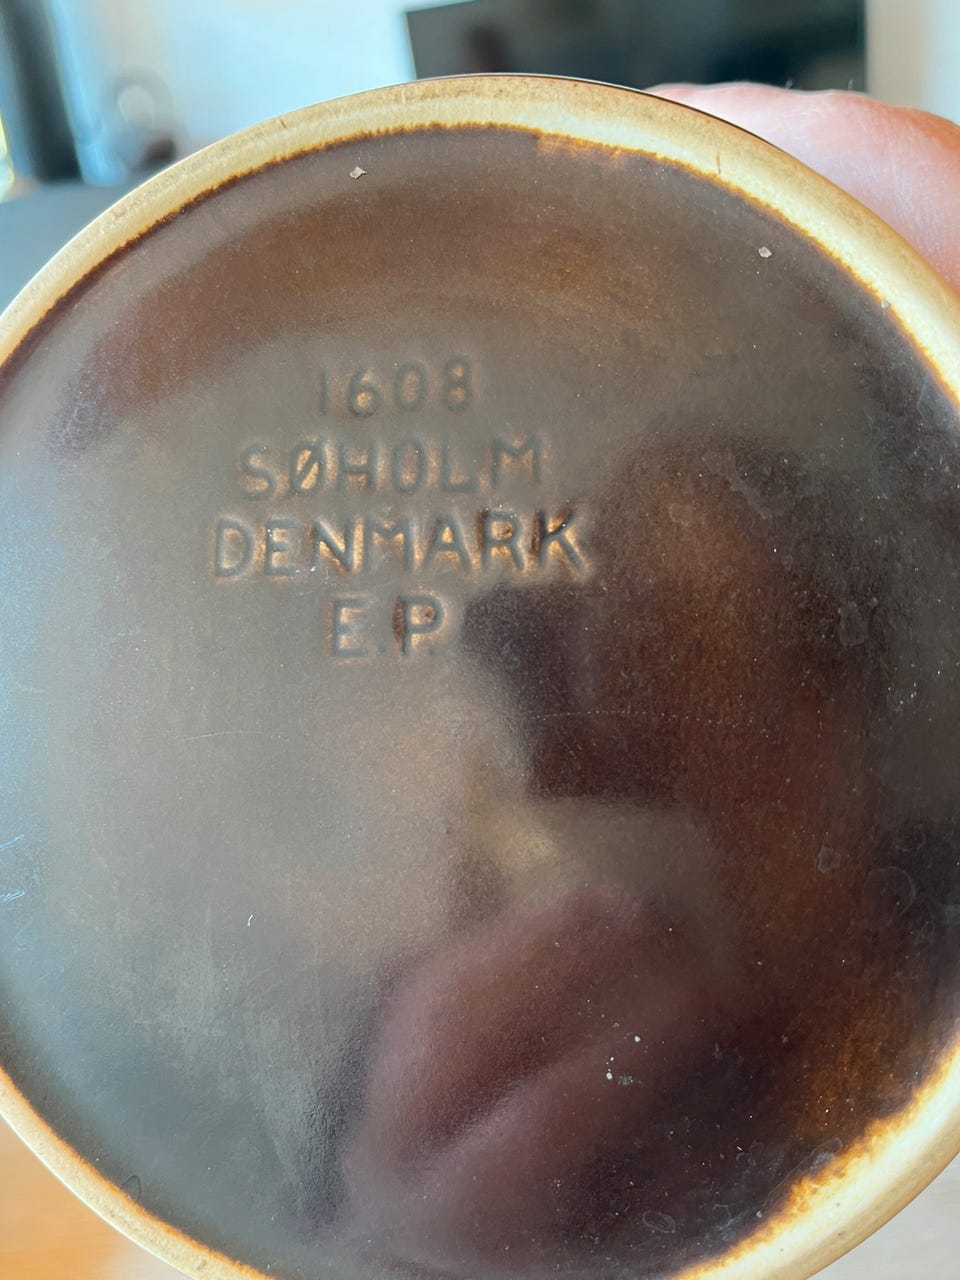 1608
SØHOLM
DENMARK
E.P.